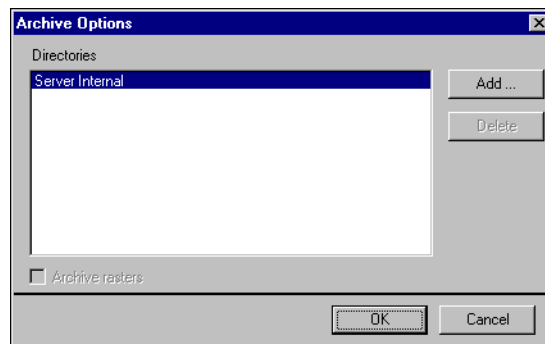 Archive Options
Directories
Server Internal
Add ...
Delete
Archive rasters
OK
Cancel